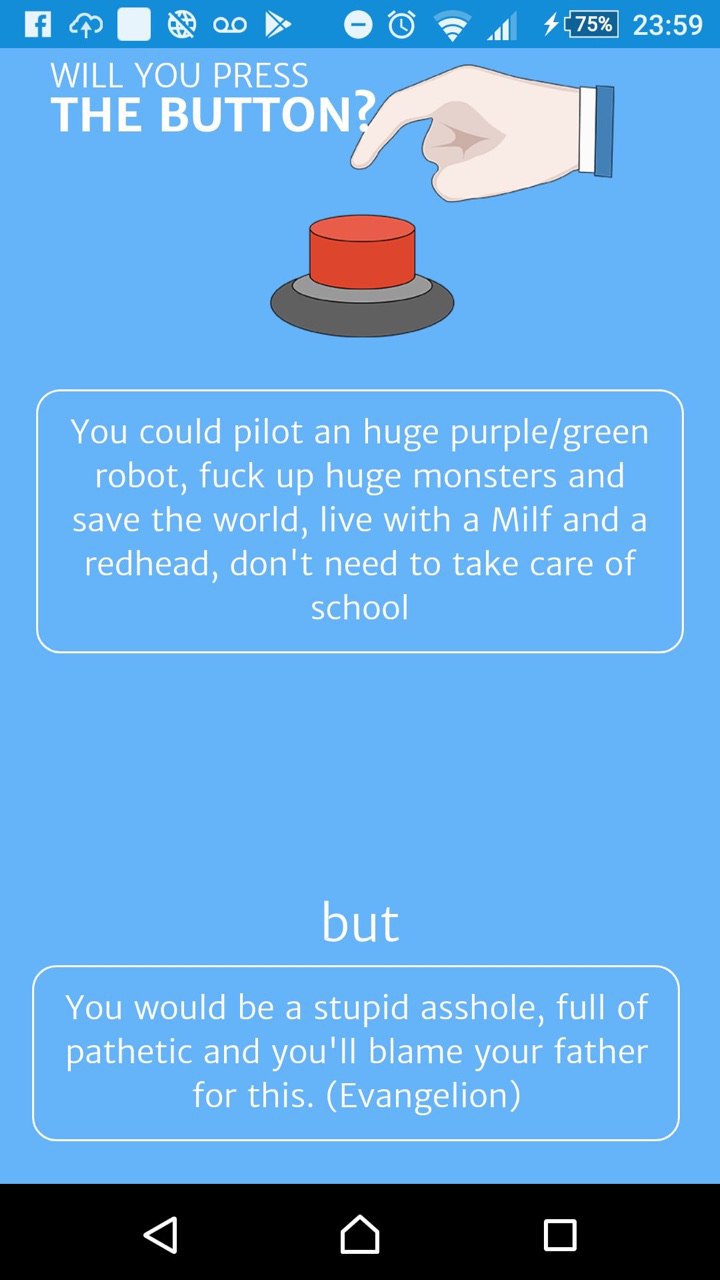 75% 23:59
WILL YOU PRESS
THE BUTTON?
You could pilot an huge purple/green
robot, fuck up huge monsters and
save the world, live with a Milf and a
redhead, don't need to take care of
school
but
You would be a stupid asshole, full of
pathetic and you'll blame your father
for this. (Evangelion)